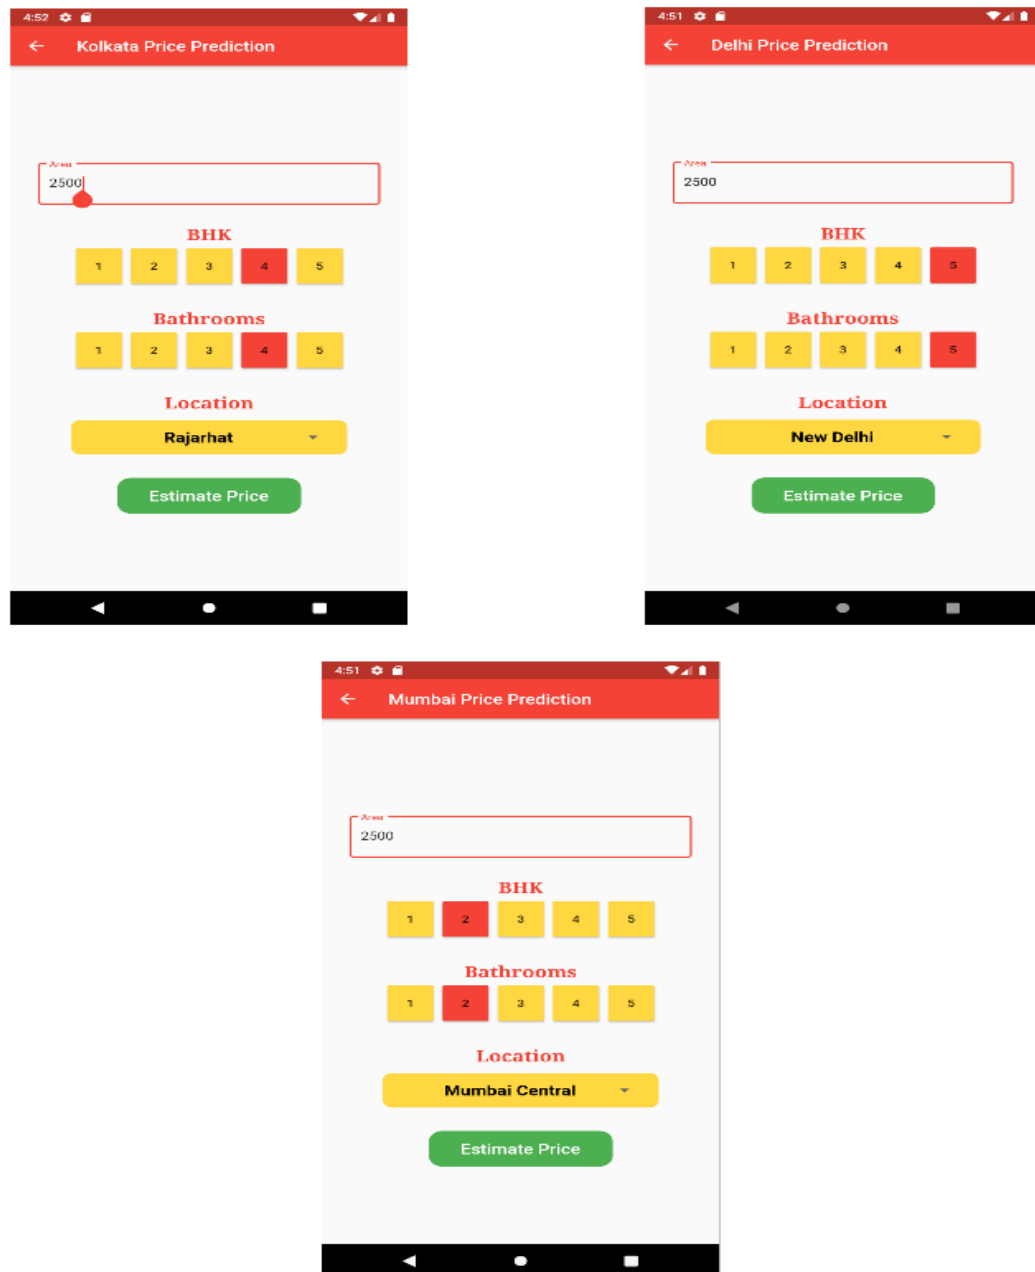 4:52
Kolkata Price Prediction
Area
2500
BHK
1 2 3 4 5
Bathrooms
1 2 3 4 5
Location
Rajarhat
Estimate Price
4:51
Delhi Price Prediction
Area
2500
BHK
1 2 3 4 5
Bathrooms
1 2 3 4 5
Location
New Delhi
Estimate Price
4:51
Mumbai Price Prediction
Area
2500
BHK
1 2 3 4 5
Bathrooms
1 2 3 4 5
Location
Mumbai Central
Estimate Price